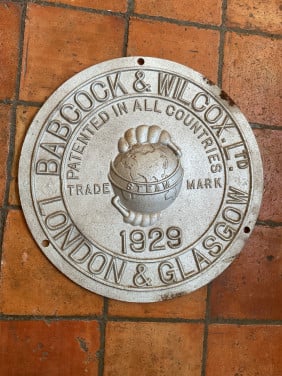 BABCOCK & WILCOX, LTD
PATENTED IN ALL COUNTRIES
TRADE MARK
STEAM
1929
LONDON & GLASGOW